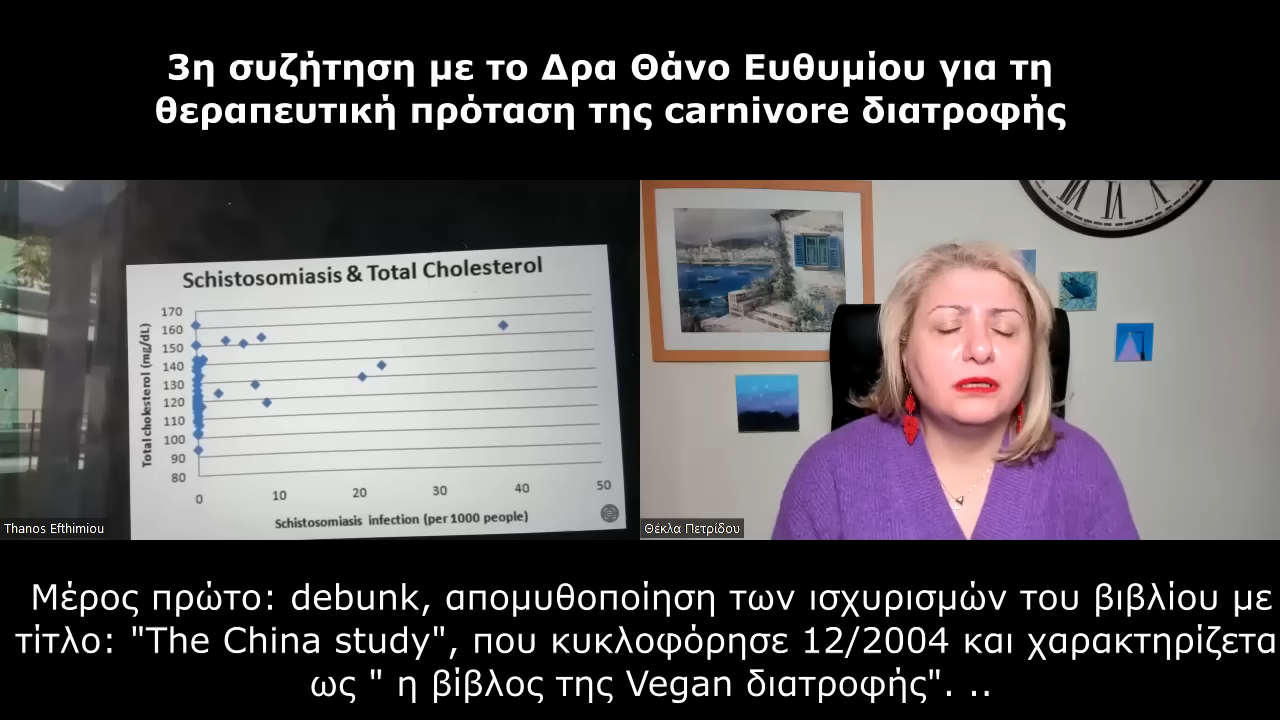 3η συζήτηση με το Δρα Θάνο Ευθυμίου για τη
θεραπευτική πρόταση της carnivore διατροφής
Schistosomiasis & Total Cholesterol
Total cholesterol (mg/dL)
170
160
150
140
130
120
110
100
90
80
0 10 20 30 40 50
Schistosomiasis infection (per 1000 people)
Thanos Efthimiou
Θέκλα Πετρίδου
Μέρος πρώτο: debunk, απομυθοποίηση των ισχυρισμών του βιβλίου με
τίτλο: "The China study", που κυκλοφόρησε 12/2004 και χαρακτηρίζετα
ως " η βίβλος της Vegan διατροφής". ..